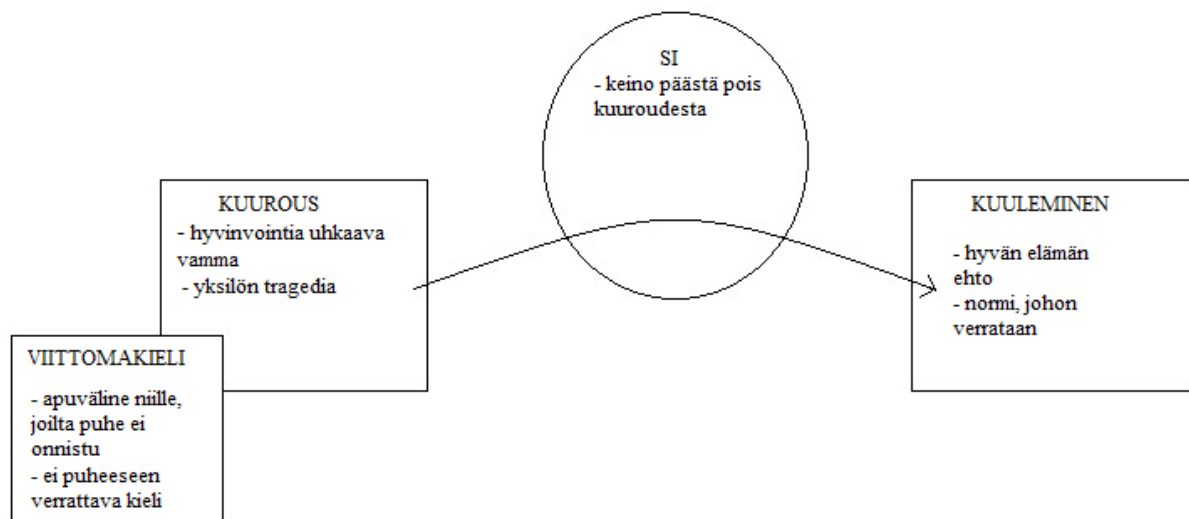 SI
- keino päästä pois
kuuroudesta
KUUROUS
- hyvinvointia uhkaava
vamma
- yksilön tragedia
KUULEMINEN
- hyvän elämän
ehto
- normi, johon
verrataan
VIITTOMAKIELI
- apuväline niille,
joilta puhe ei
onnistu
- ei puheeseen
verrattava kieli